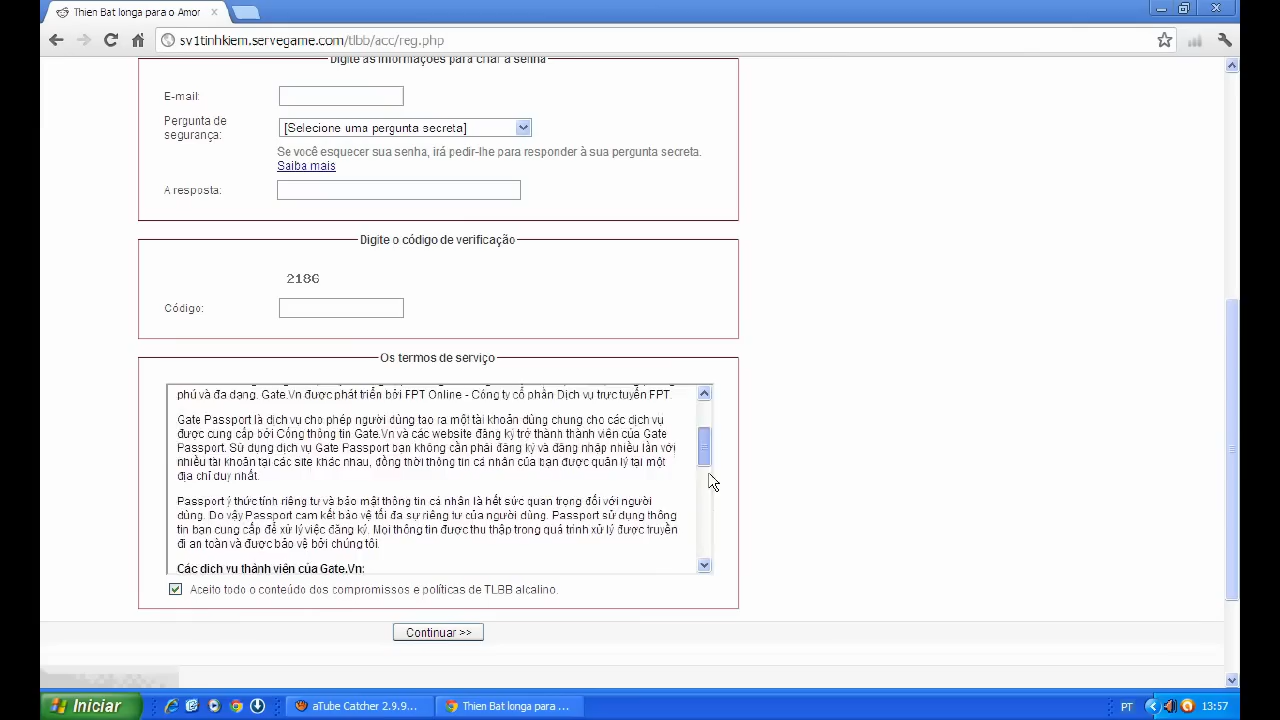 Thien Bat longa para o Amor
sv1tinhkiem.servegame.com/tlbb/acc/reg.php
Digite as informações para criar a senha
E-mail:
Pergunta de
segurança:
[Selecione uma pergunta secreta]
Se você esquecer sua senha, irá pedir-lhe para responder à sua pergunta secreta.
Saiba mais
A resposta:
Digite o código de verificação
2186
Código:
Os termos de serviço
phú và đa dạng. Gate.Vn được phát triển bởi FPT Online - Công ty cổ phần Dịch vụ trực tuyến FPT.
Gate Passport là dịch vụ cho phép người dùng tạo ra một tài khoản dùng chung cho các dịch vụ
được cung cấp bởi Cổng thông tin Gate.Vn và các website đăng ký trở thành thành viên của Gate
Passport. Sử dụng dịch vụ Gate Passport bạn không cần phải đăng ký và đăng nhập nhiều lần với
nhiều tài khoản tại các site khác nhau, đồng thời thông tin cá nhân của bạn được quản lý tại một
địa chỉ duy nhất.
Passport ý thức tính riêng tư và bảo mật thông tin cá nhân là hết sức quan trọng đối với người
dùng. Do vậy Passport cam kết bảo vệ tối đa sự riêng tư của người dùng. Passport sử dụng thông
tin bạn cung cấp để xử lý việc đăng ký. Mọi thông tin được thu thập trong quá trình xử lý được truyền
đi an toàn và được bảo vệ bởi chúng tôi.
Các dịch vụ thành viên của Gate.Vn:
Aceito todo o conteúdo dos compromissos e políticas de TLBB alcalino.
Continuar >>
Iniciar
aTube Catcher 2.9.9...
Thien Bat longa para ...
PT
13:57